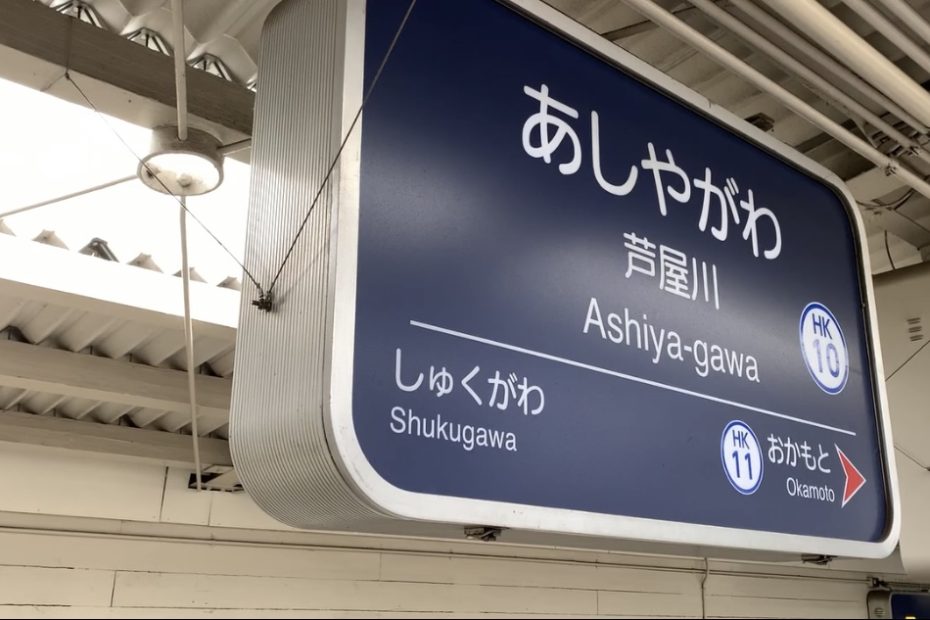 あしやがわ
芦屋川
Ashiya-gawa
HK
10
しゅくがわ
Shukugawa
HK
11
おかもと
Okamoto